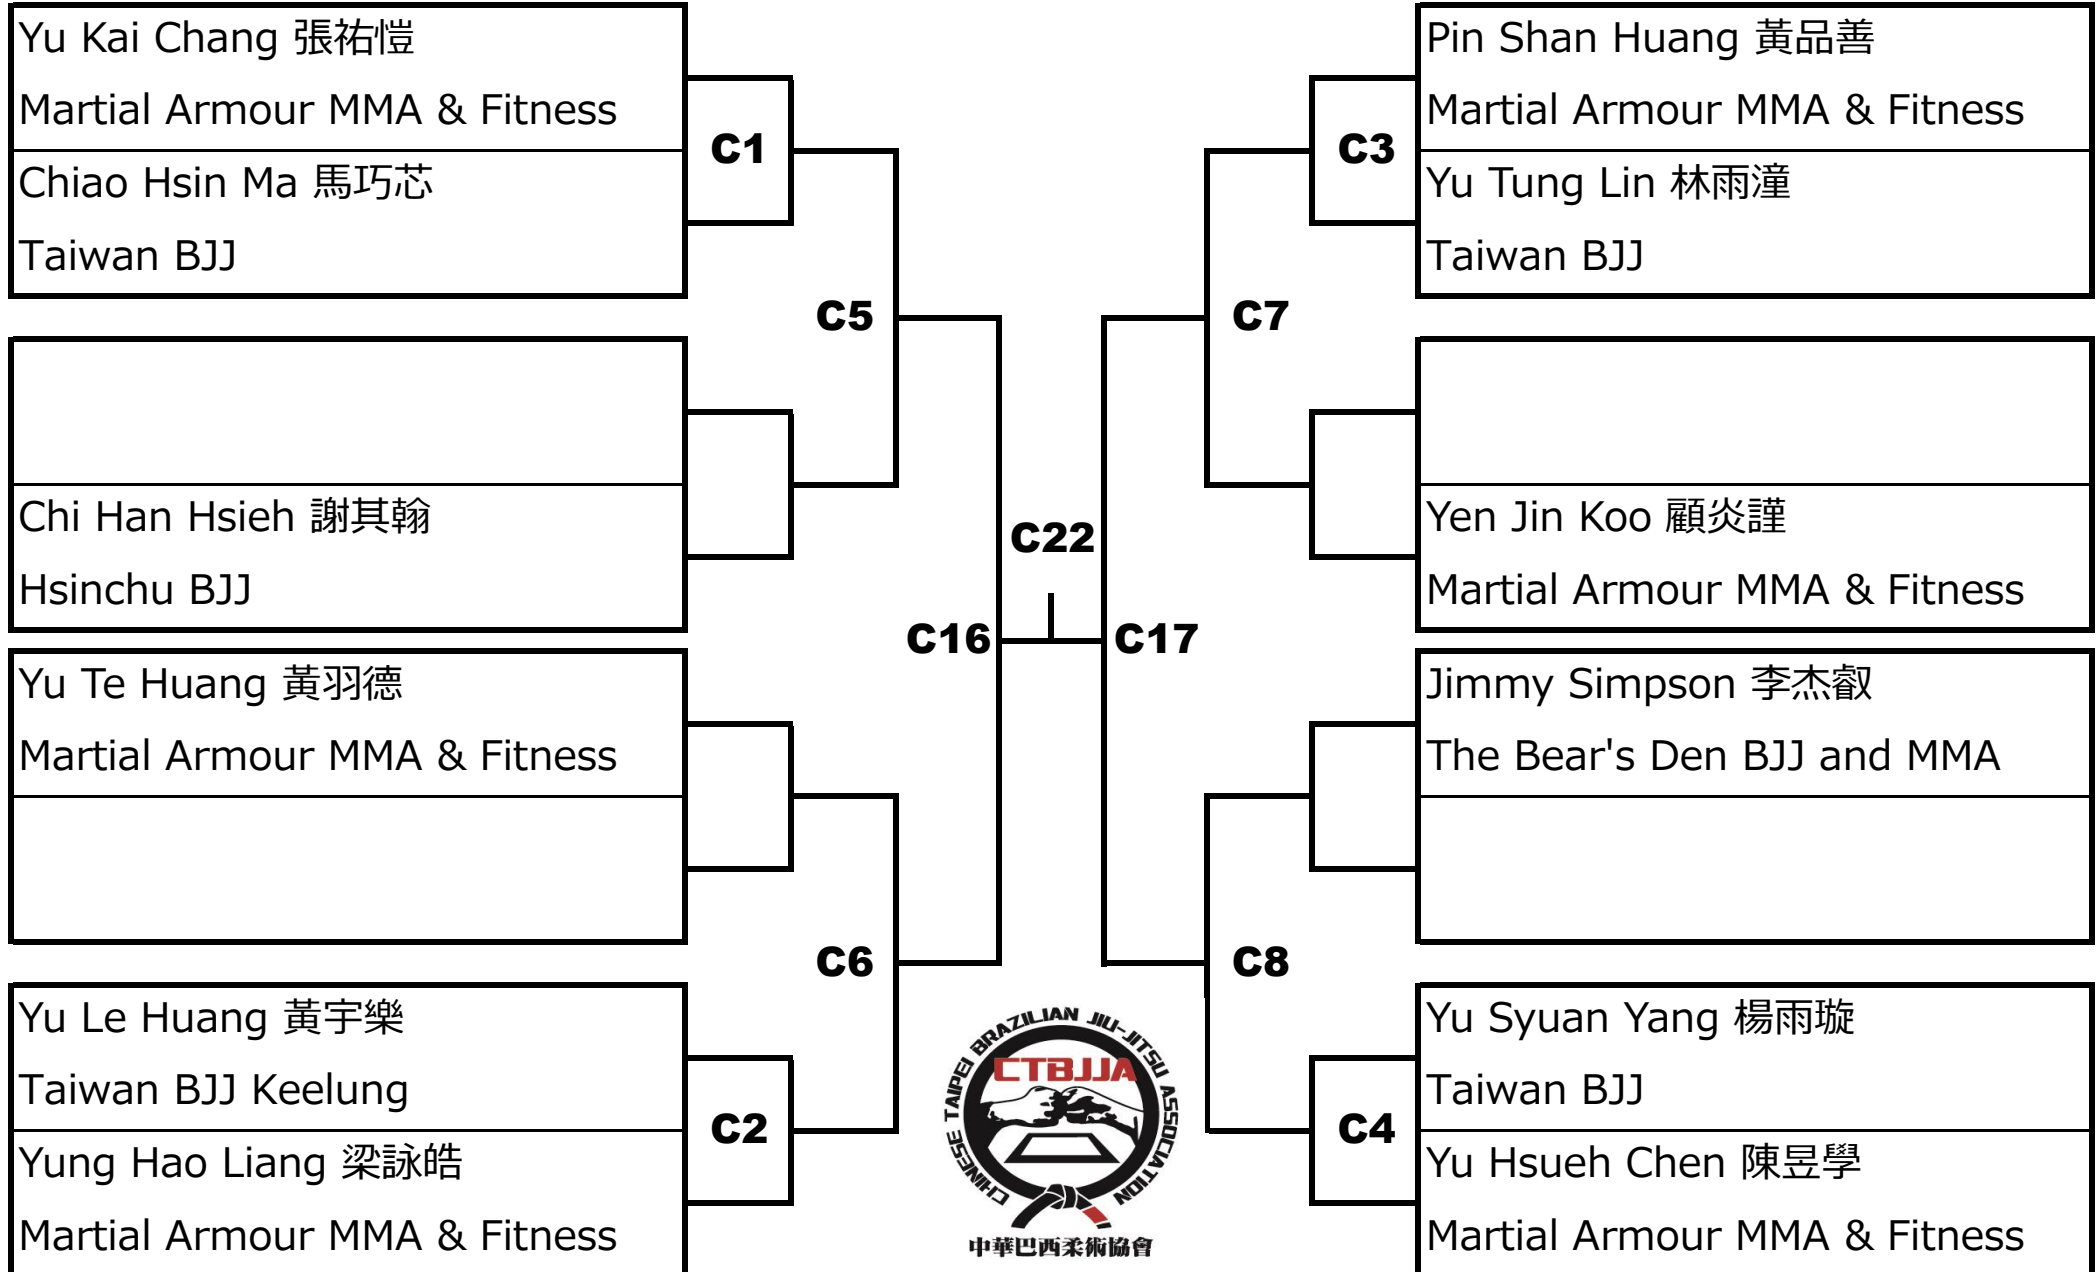 Yu Kai Chang 張祐愷
Martial Armour MMA & Fitness
Chiao Hsin Ma 馬巧芯
Taiwan BJJ
C1
C5
Chi Han Hsieh 謝其翰
Hsinchu BJJ
Yu Te Huang 黃羽德
Martial Armour MMA & Fitness
C6
Yu Le Huang 黃宇樂
Taiwan BJJ Keelung
Yung Hao Liang 梁詠皓
Martial Armour MMA & Fitness
C2
C16
C22
C17
Pin Shan Huang 黃品善
Martial Armour MMA & Fitness
Yu Tung Lin 林雨潼
Taiwan BJJ
C3
C7
Yen Jin Koo 顧炎謹
Martial Armour MMA & Fitness
Jimmy Simpson 李杰叡
The Bear's Den BJJ and MMA
C8
Yu Syuan Yang 楊雨璇
Taiwan BJJ
Yu Hsueh Chen 陳昱學
Martial Armour MMA & Fitness
C4
CHINESE TAIPEI BRAZILIAN JIU-JITSU ASSOCIATION
CTBJJA
中華巴西柔術協會